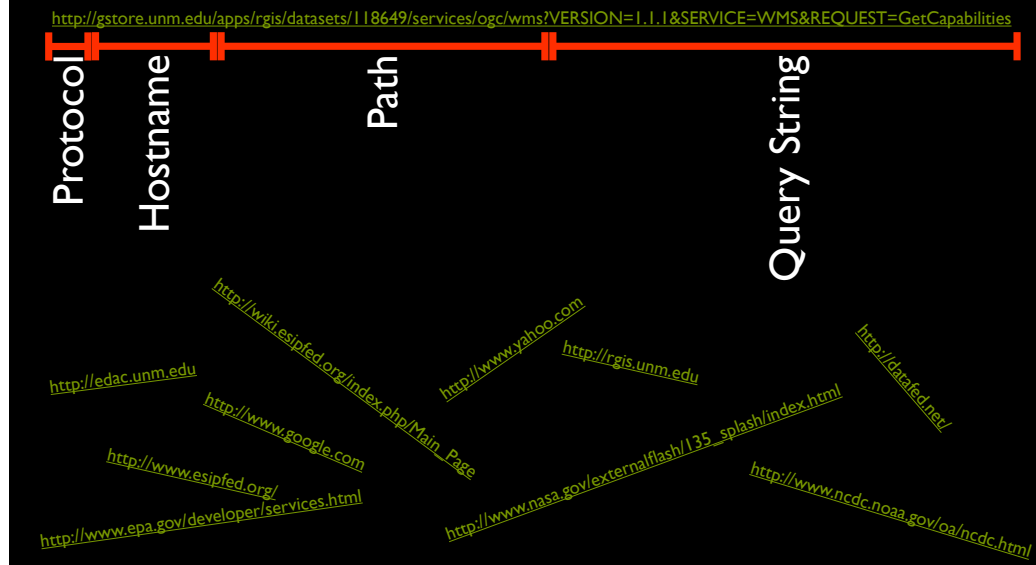 http://gstore.unm.edu/apps/rgis/datasets/118649/services/ogc/wms?VERSION=1.1.1&SERVICE=WMS&REQUEST=GetCapabilities
Protocol
Hostname
Path
Query String
http://wiki.esipfed.org/index.php/Main_Page
http://www.yahoo.com
http://rgis.unm.edu
http://datafed.net/
http://edac.unm.edu
http://www.google.com
http://www.nasa.gov/externalflash/135_splash/index.html
http://www.esipfed.org/
http://www.ncdc.noaa.gov/oa/ncdc.html
http://www.epa.gov/developer/services.html